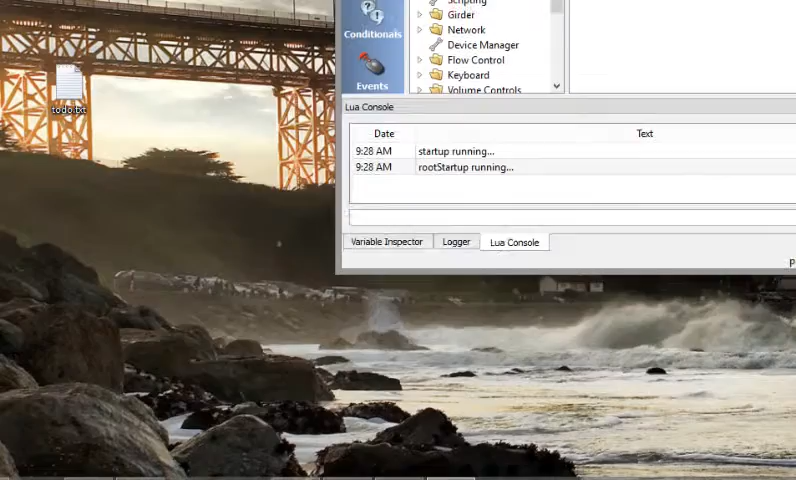 Scripting
Girder
Conditionals
Network
Device Manager
Flow Control
Events
Keyboard
Volume Controls
todo.txt
Lua Console
Date Text
9:28 AM startup running...
9:28 AM rootStartup running...
Variable Inspector Logger Lua Console
p